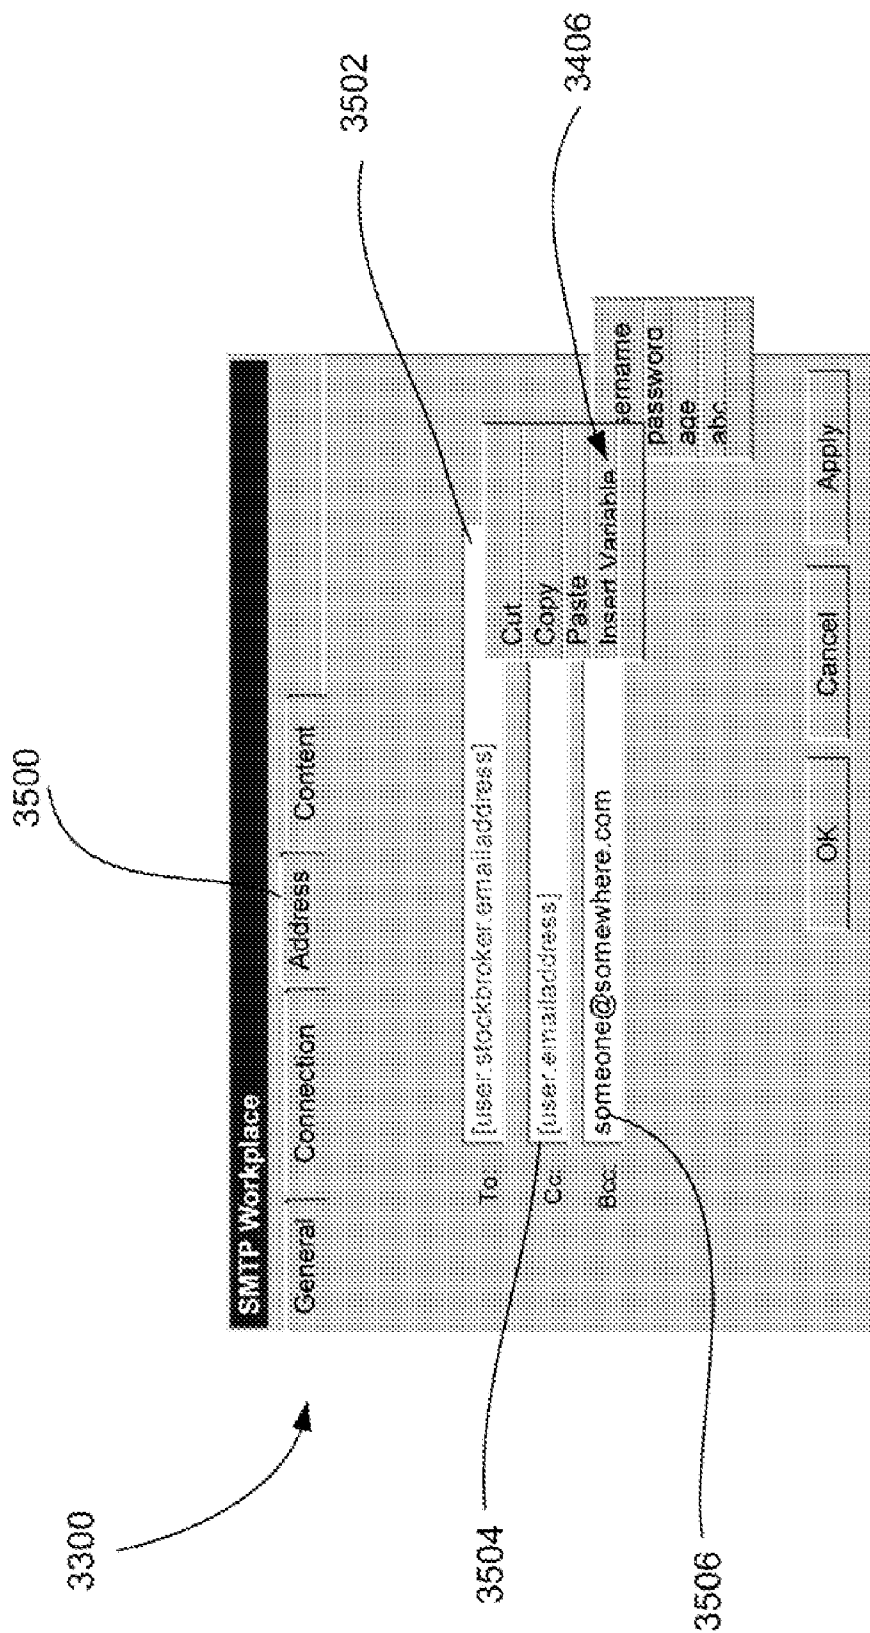 3500
3502
3406
3300
SMTP Workplace
General Connection Address Content
To: [user.stockbroker.emailaddress]
Cut
Cc: [user.emailaddress]
Copy
Paste
Bcc: someone@somewhere.com
Insert Variable
sername
password
age
abc
OK Cancel Apply
3504
3506